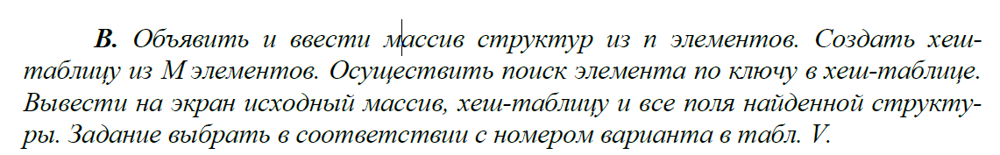 В. Объявить и ввести массив структур из n элементов. Создать хеш-
таблицу из M элементов. Осуществить поиск элемента по ключу в хеш-таблице.
Вывести на экран исходный массив, хеш-таблицу и все поля найденной структу-
ры. Задание выбрать в соответствии с номером варианта в табл. V.